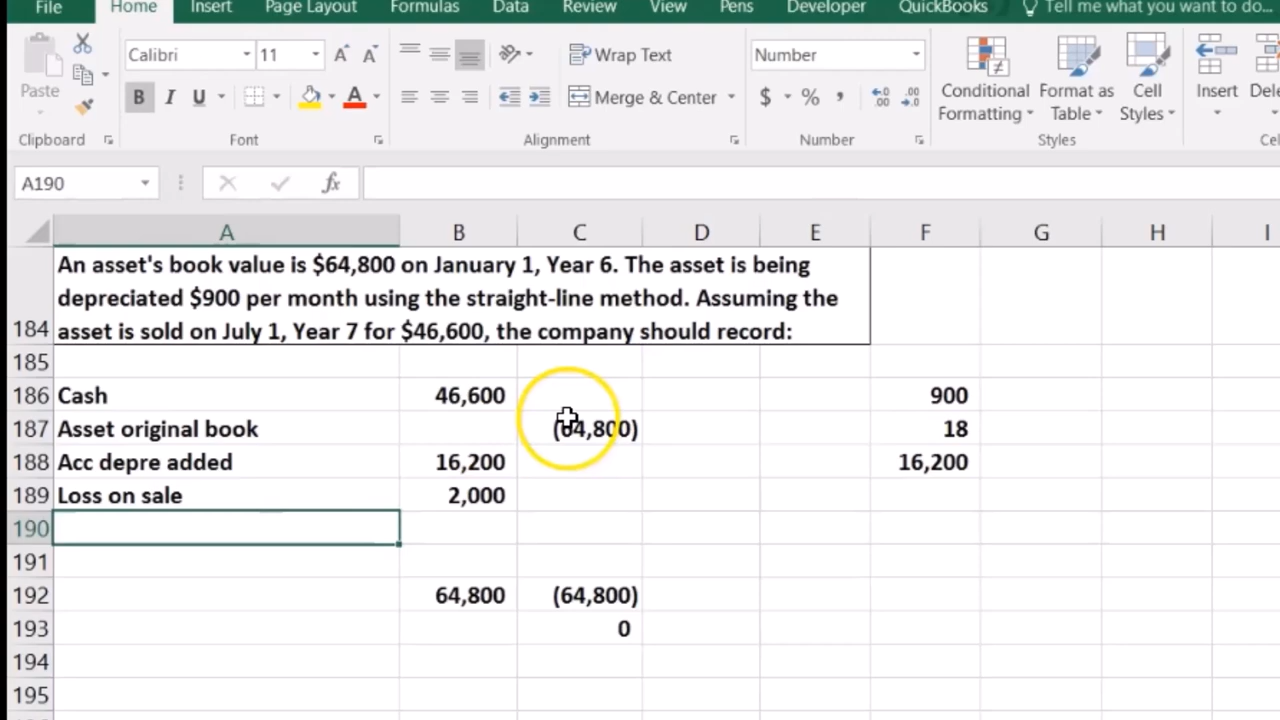 File Home Insert Page Layout Formulas Data Review View Pens Developer QuickBooks Tell me what you want to do...
Calibri 11 A A Wrap Text Number
Paste B I U A Merge & Center $ % , Conditional Formatting Format as Table Cell Styles Insert
Clipboard Font Alignment Number Styles
A190 fx
A B C D E F G H I
184 An asset's book value is $64,800 on January 1, Year 6. The asset is being
depreciated $900 per month using the straight-line method. Assuming the
asset is sold on July 1, Year 7 for $46,600, the company should record:
185
186 Cash 46,600 900
187 Asset original book (64,800) 18
188 Acc depre added 16,200 16,200
189 Loss on sale 2,000
190
191
192 64,800 (64,800)
193 0
194
195